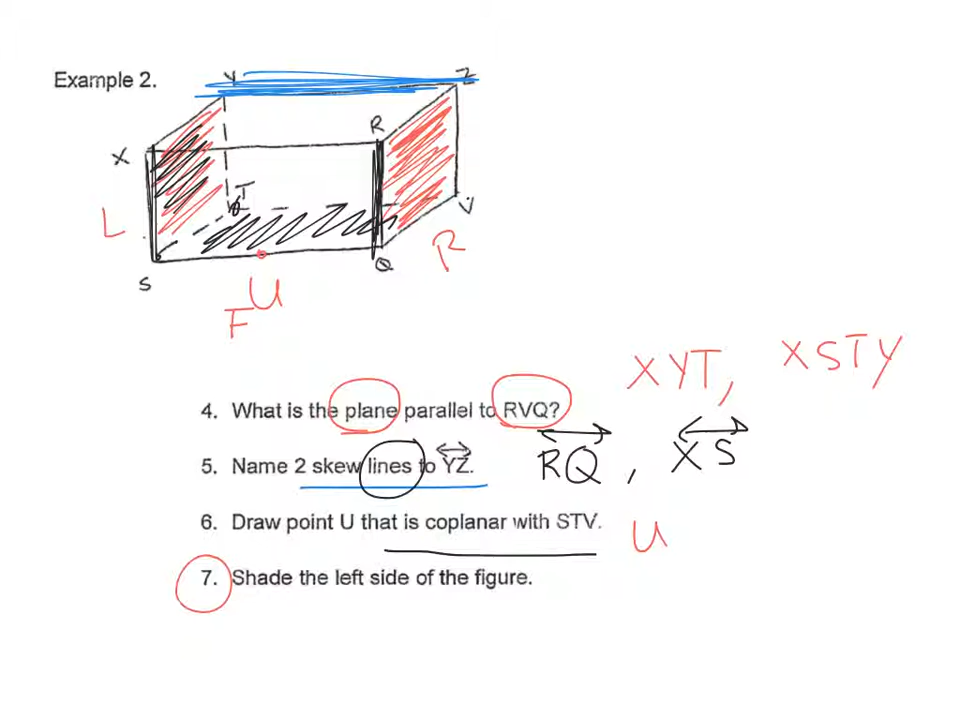 Example 2.
Y Z
X R
T
L V
S Q R
U
F
XYT, XSTY
4. What is the plane parallel to RVQ?
5. Name 2 skew lines to YZ. RQ, XS
6. Draw point U that is coplanar with STV. U
7. Shade the left side of the figure.